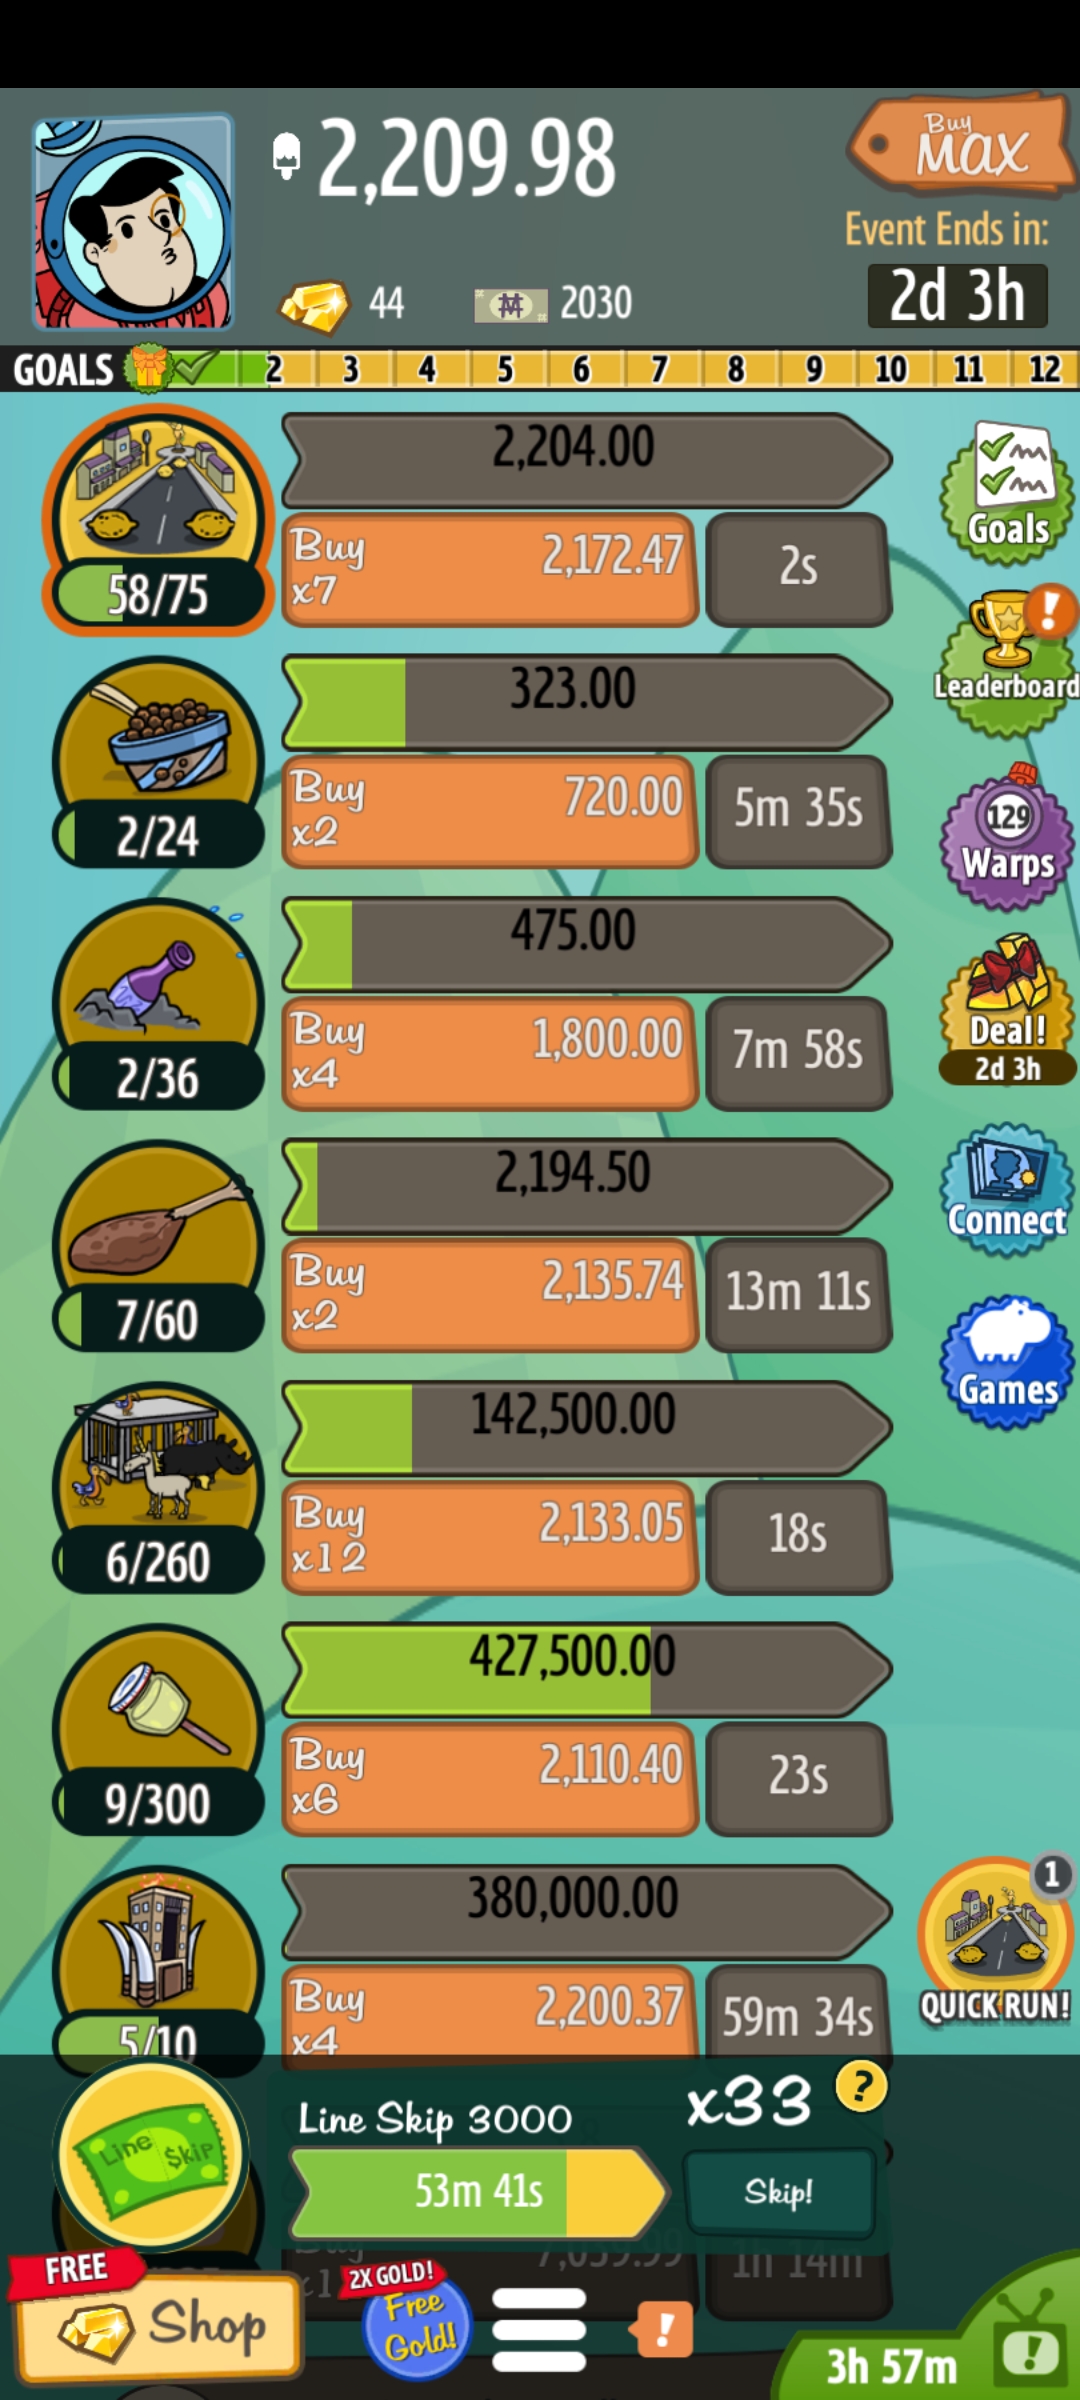 2,209.98
Buy
MAX
Event Ends in:
44
2030
2d 3h
GOALS 2 3 4 5 6 7 8 9 10 11 12
2,204.00
Buy
x7
2,172.47
2s
58/75
Goals
323.00
Leaderboard
Buy
x2
720.00
5m 35s
2/24
129
Warps
475.00
Buy
x4
1,800.00
7m 58s
2/36
Deal!
2d 3h
2,194.50
Connect
Buy
x2
2,135.74
13m 11s
7/60
Games
142,500.00
Buy
x12
2,133.05
18s
6/260
427,500.00
Buy
x6
2,110.40
23s
9/300
380,000.00
1
Buy
x4
2,200.37
59m 34s
QUICK RUN!
5/10
Line Skip 3000
x33
?
Line $kip
53m 41s
Skip!
Buy
7,039.99
1h 14m
FREE
Shop
2X GOLD!
Free
Gold!
!
3h 57m